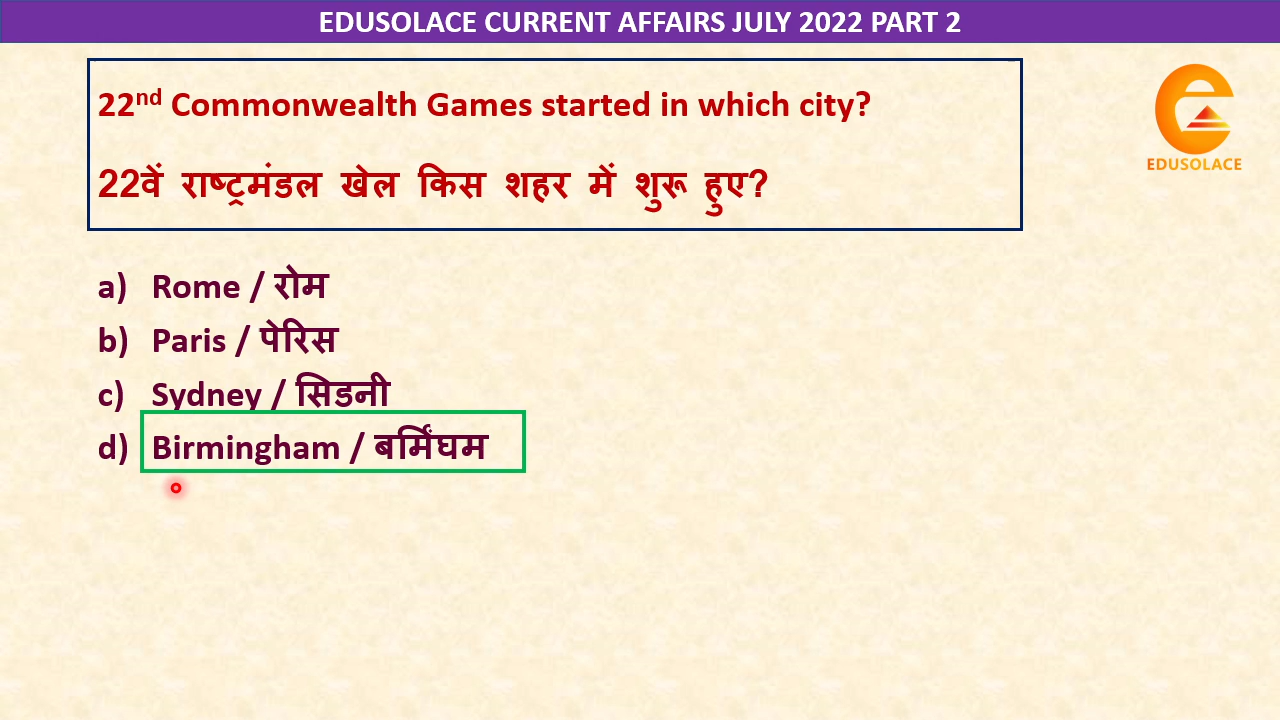 EDUSOLACE CURRENT AFFAIRS JULY 2022 PART 2
22nd Commonwealth Games started in which city?
22वें राष्ट्रमंडल खेल किस शहर में शुरू हुए?
EDUSOLACE
a) Rome / रोम
b) Paris / पेरिस
c) Sydney / सिडनी
d) Birmingham / बर्मिंघम